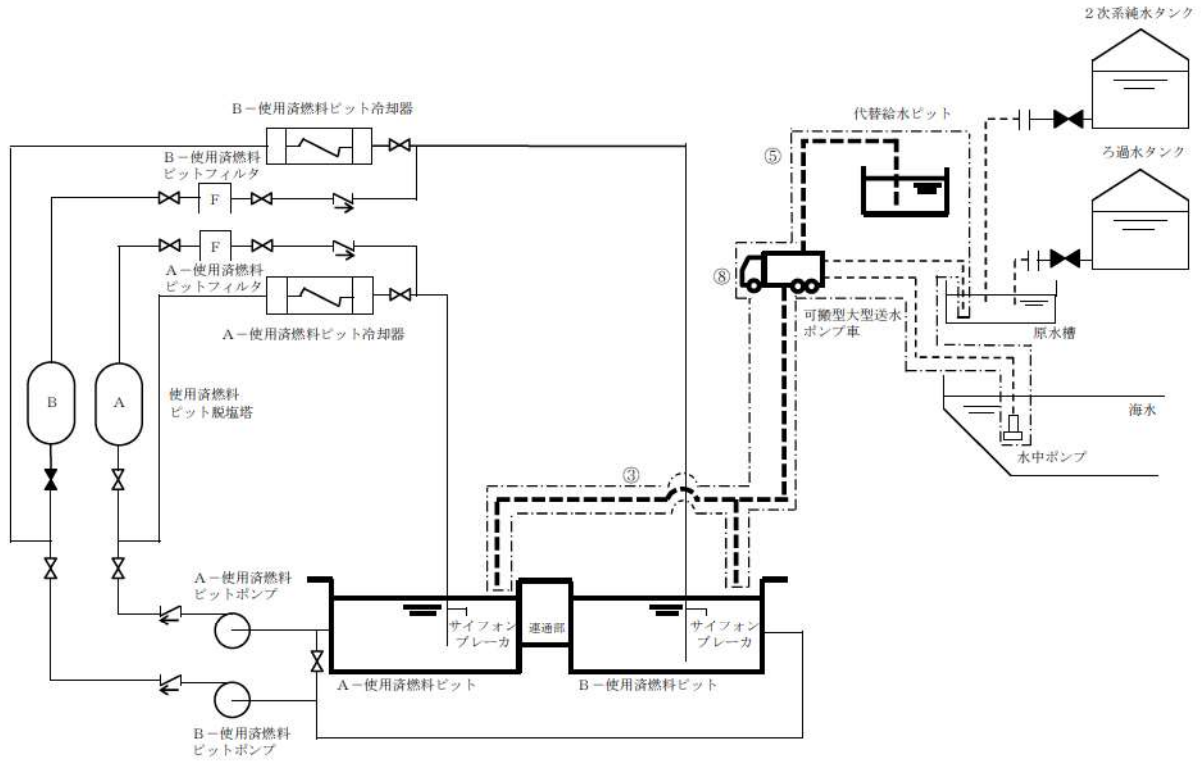 2次系純水タンク
B－使用済燃料ピット冷却器
代替給水ピット
B－使用済燃料
ピットフィルタ
⑤
ろ過水タンク
F
F
A－使用済燃料
ピットフィルタ
⑧
可搬型大型送水
ポンプ車
A－使用済燃料ピット冷却器
原水槽
B
A
使用済燃料
ピット脱塩塔
海水
水中ポンプ
③
A－使用済燃料
ピットポンプ
サイフォン
ブレーカ
連通部
サイフォン
ブレーカ
A－使用済燃料ピット
B－使用済燃料ピット
B－使用済燃料
ピットポンプ